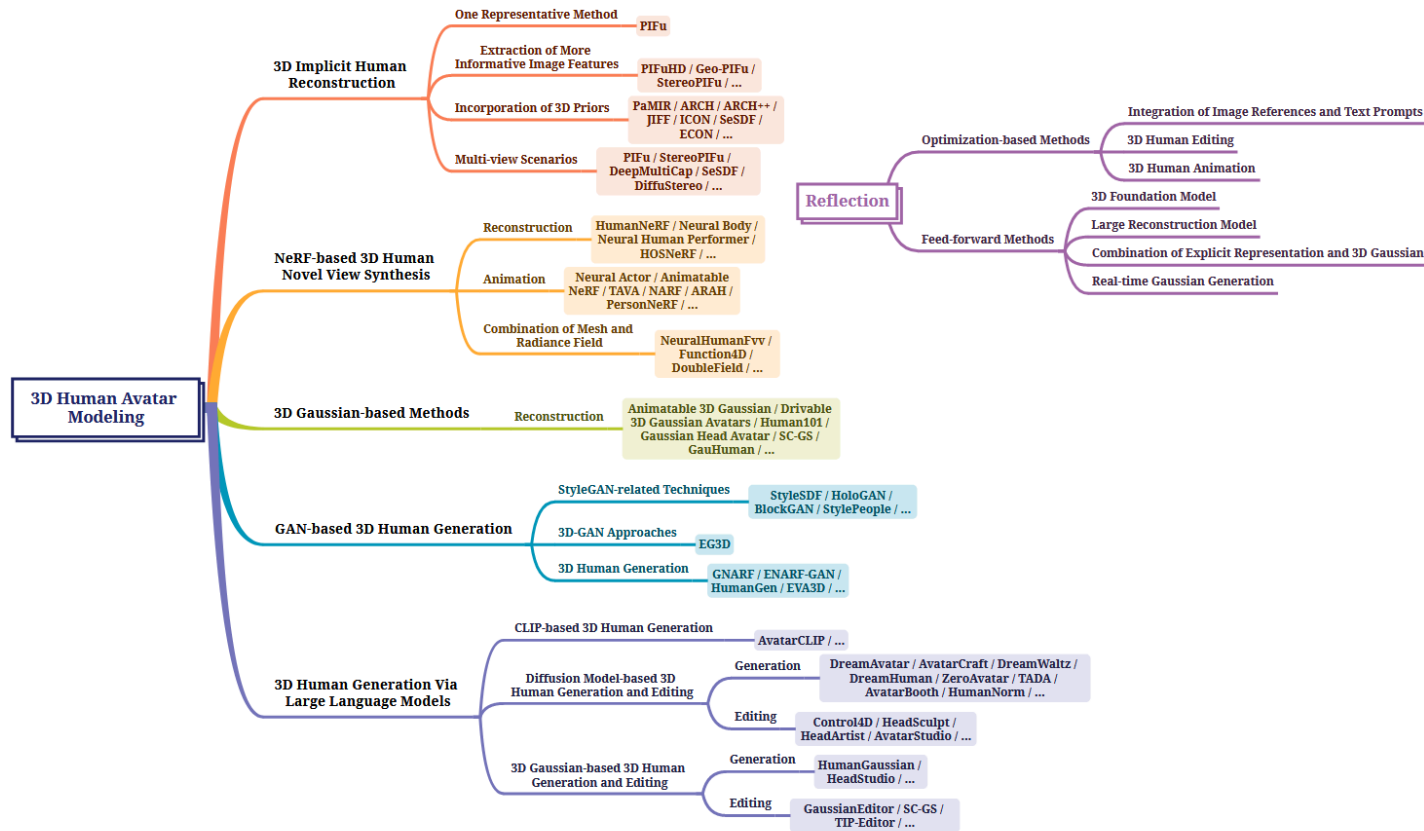 3D Human Avatar
Modeling
3D Implicit Human
Reconstruction
One Representative Method
PIFu
Extraction of More
Informative Image Features
PIFuHD / Geo-PIFu /
StereoPIFu / ...
Incorporation of 3D Priors
PaMIR / ARCH / ARCH++ /
JIFF / ICON / SeSDF /
ECON / ...
Multi-view Scenarios
PIFu / StereoPIFu /
DeepMultiCap / SeSDF /
DiffuStereo / ...
NeRF-based 3D Human
Novel View Synthesis
Reconstruction
HumanNeRF / Neural Body /
Neural Human Performer /
HOSNeRF / ...
Animation
Neural Actor / Animatable
NeRF / TAVA / NARF / ARAH /
PersonNeRF / ...
Combination of Mesh and
Radiance Field
NeuralHumanFvv /
Function4D /
DoubleField / ...
3D Gaussian-based Methods
Reconstruction
Animatable 3D Gaussian / Drivable
3D Gaussian Avatars / Human101 /
Gaussian Head Avatar / SC-GS /
GauHuman / ...
GAN-based 3D Human Generation
StyleGAN-related Techniques
StyleSDF / HoloGAN /
BlockGAN / StylePeople / ...
3D-GAN Approaches
EG3D
3D Human Generation
GNARF / ENARF-GAN /
HumanGen / EVA3D / ...
3D Human Generation Via
Large Language Models
CLIP-based 3D Human Generation
AvatarCLIP / ...
Diffusion Model-based 3D
Human Generation and Editing
Generation
DreamAvatar / AvatarCraft / DreamWaltz /
DreamHuman / ZeroAvatar / TADA /
AvatarBooth / HumanNorm / ...
Editing
Control4D / HeadSculpt /
HeadArtist / AvatarStudio / ...
3D Gaussian-based 3D Human
Generation and Editing
Generation
HumanGaussian /
HeadStudio / ...
Editing
GaussianEditor / SC-GS /
TIP-Editor / ...
Reflection
Optimization-based Methods
Integration of Image References and Text Prompts
3D Human Editing
3D Human Animation
Feed-forward Methods
3D Foundation Model
Large Reconstruction Model
Combination of Explicit Representation and 3D Gaussian
Real-time Gaussian Generation